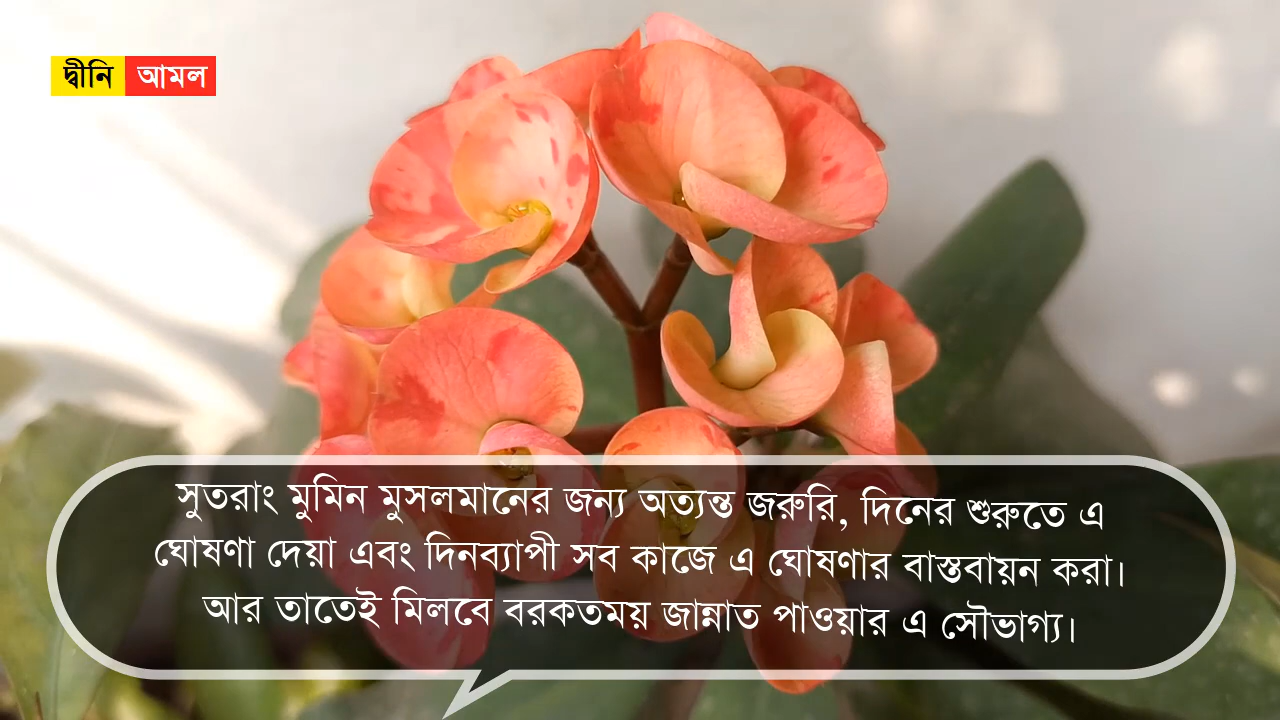 দ্বীনি আমল
সুতরাং মুমিন মুসলমানের জন্য অত্যন্ত জরুরি, দিনের শুরুতে এ
ঘোষণা দেয়া এবং দিনব্যাপী সব কাজে এ ঘোষণার বাস্তবায়ন করা।
আর তাতেই মিলবে বরকতময় জান্নাত পাওয়ার এ সৌভাগ্য।